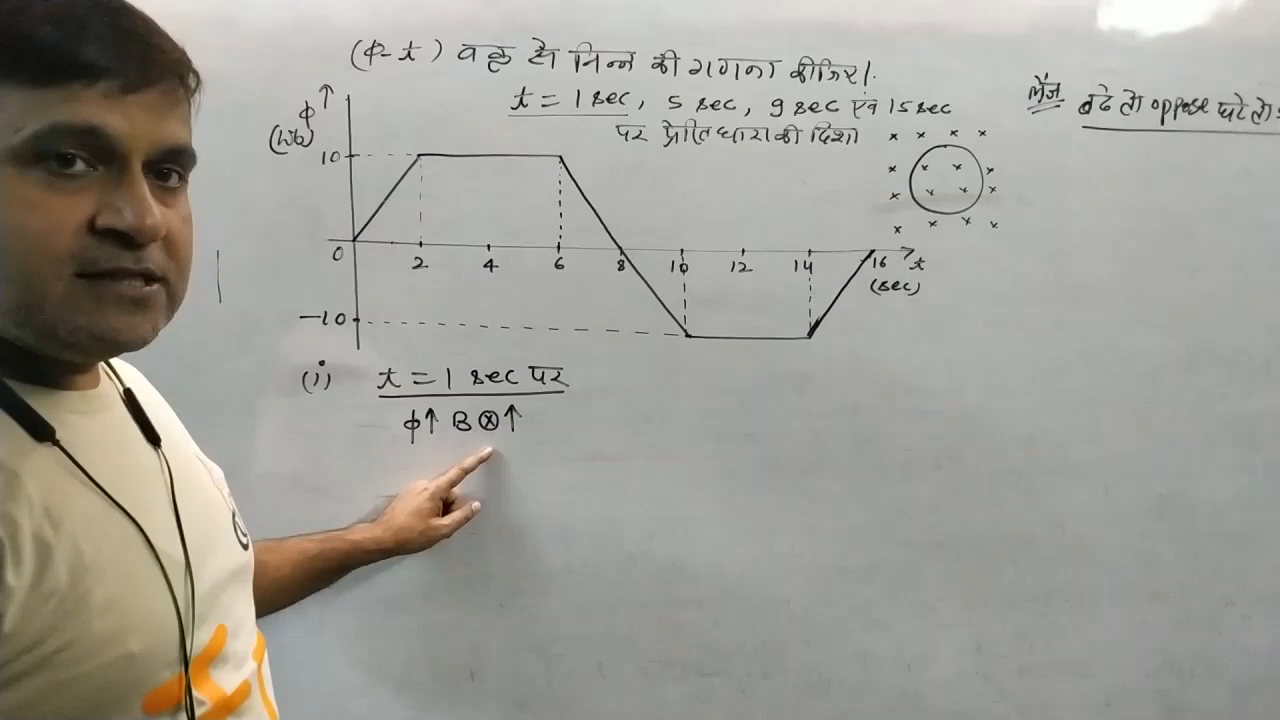 (ϕ-t) वक्र से निम्न की गणना कीजिए।
t = 1 sec, 5 sec, 9 sec एवं 15 sec
पर प्रेरित धारा की दिशा
लेंज बढे तो oppose घटे तो
ϕ↑
(Wb)
10
0 2 4 6 8 10 12 14 16 t
(sec)
-10
(i) t = 1 sec पर
ϕ↑ B ⊗↑